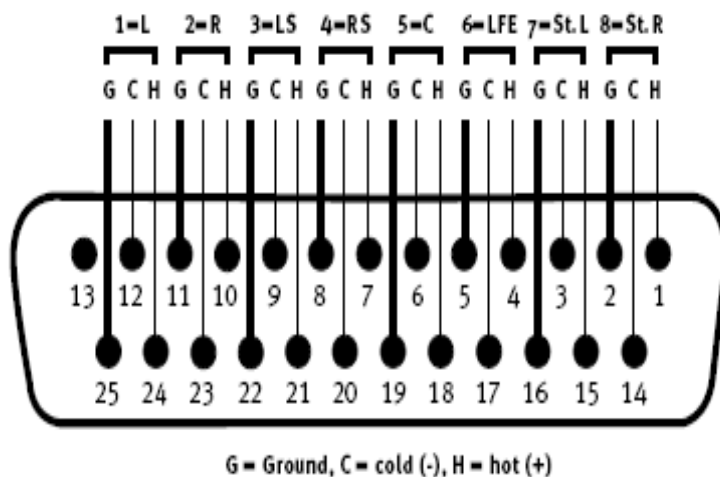 1=L 2=R 3=LS 4=RS 5=C 6=LFE 7=St.L 8=St.R
G C H G C H G C H G C H G C H G C H G C H G C H
13 12 11 10 9 8 7 6 5 4 3 2 1
25 24 23 22 21 20 19 18 17 16 15 14
G = Ground, C = cold (-), H = hot (+)